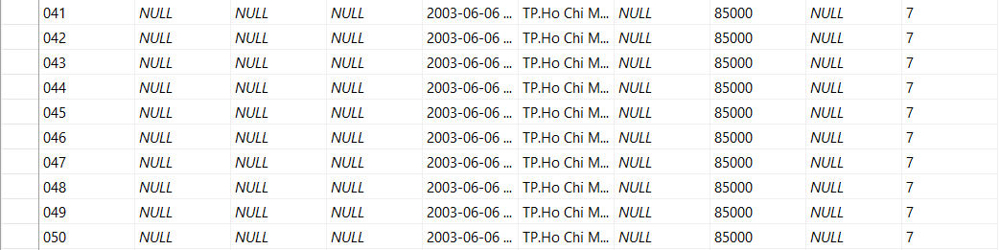 041 NULL NULL NULL 2003-06-06 ... TP.Ho Chi M... NULL 85000 NULL 7
042 NULL NULL NULL 2003-06-06 ... TP.Ho Chi M... NULL 85000 NULL 7
043 NULL NULL NULL 2003-06-06 ... TP.Ho Chi M... NULL 85000 NULL 7
044 NULL NULL NULL 2003-06-06 ... TP.Ho Chi M... NULL 85000 NULL 7
045 NULL NULL NULL 2003-06-06 ... TP.Ho Chi M... NULL 85000 NULL 7
046 NULL NULL NULL 2003-06-06 ... TP.Ho Chi M... NULL 85000 NULL 7
047 NULL NULL NULL 2003-06-06 ... TP.Ho Chi M... NULL 85000 NULL 7
048 NULL NULL NULL 2003-06-06 ... TP.Ho Chi M... NULL 85000 NULL 7
049 NULL NULL NULL 2003-06-06 ... TP.Ho Chi M... NULL 85000 NULL 7
050 NULL NULL NULL 2003-06-06 ... TP.Ho Chi M... NULL 85000 NULL 7